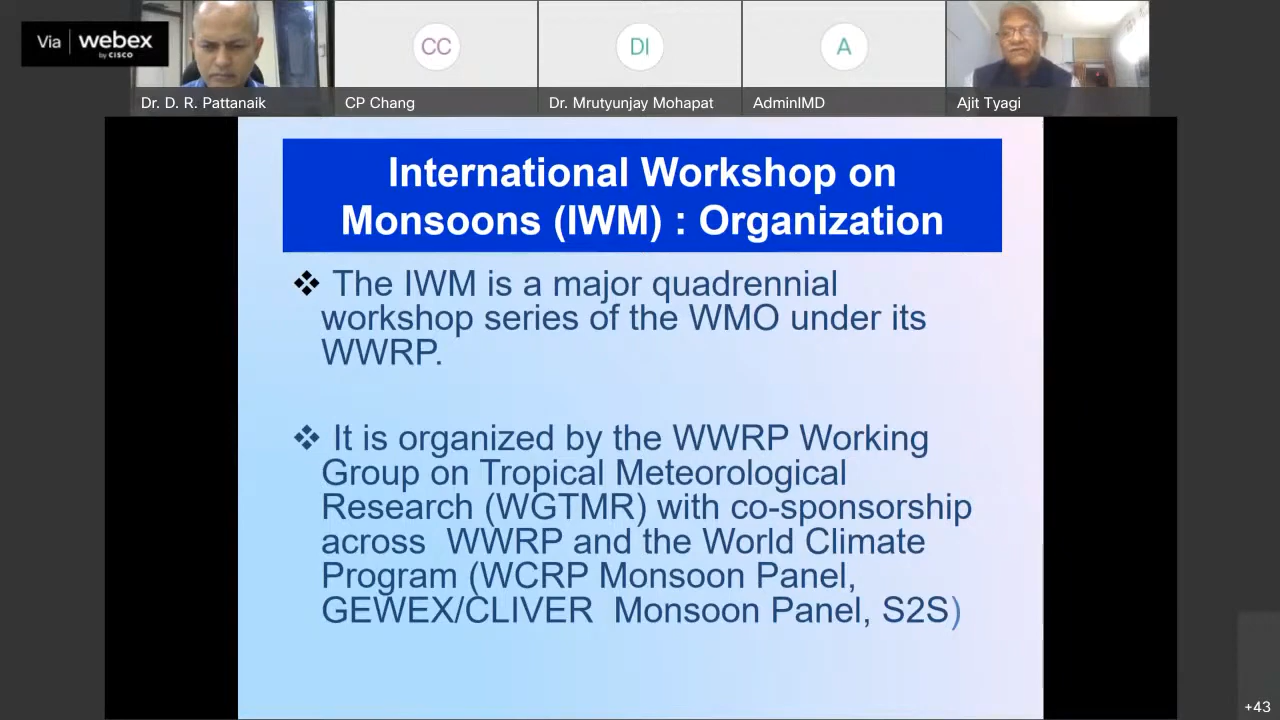 Via webex
by CISCO
CC
DI
A
Dr. D. R. Pattanaik
CP Chang
Dr. Mrutyunjay Mohapat
AdminIMD
Ajit Tyagi
International Workshop on
Monsoons (IWM) : Organization
❖ The IWM is a major quadrennial
workshop series of the WMO under its
WWRP.
❖ It is organized by the WWRP Working
Group on Tropical Meteorological
Research (WGTMR) with co-sponsorship
across WWRP and the World Climate
Program (WCRP Monsoon Panel,
GEWEX/CLIVER Monsoon Panel, S2S)
+43